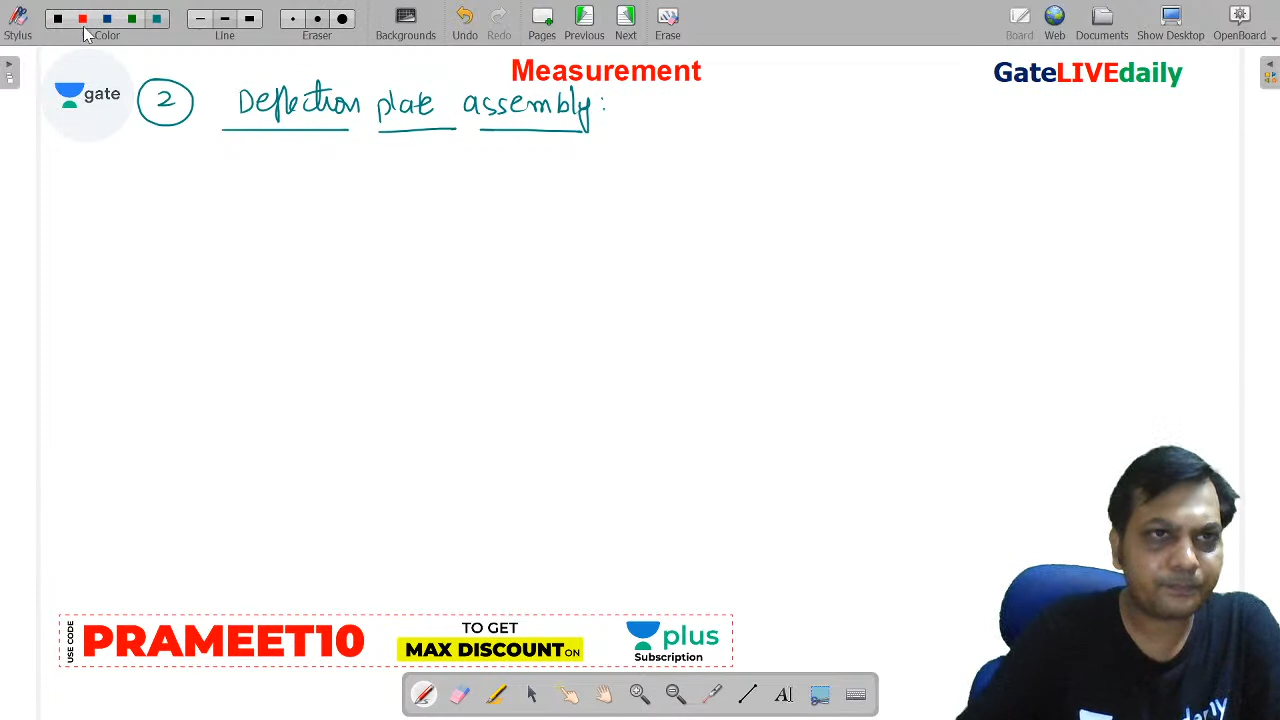 Stylus Color Line Eraser Backgrounds Undo Redo Pages Previous Next Erase Board Web Documents Show Desktop OpenBoard
Measurement
GateLIVEdaily
gate
2 Deflection plate assembly:
USE CODE
PRAMEET10
TO GET
MAX DISCOUNT ON
plus
Subscription